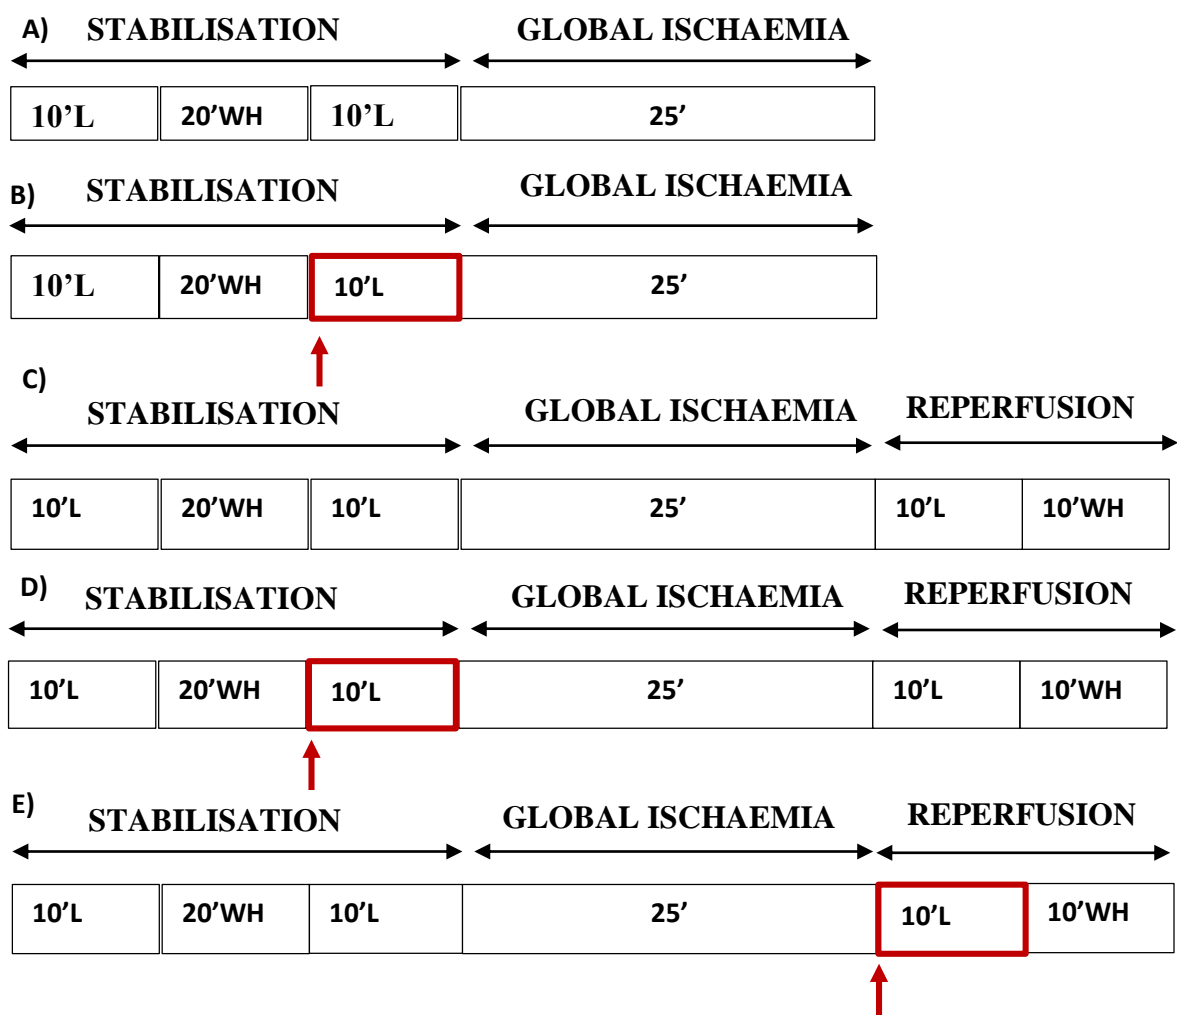 A) STABILISATION GLOBAL ISCHAEMIA
10’L 20’WH 10’L 25’
B) STABILISATION GLOBAL ISCHAEMIA
10’L 20’WH 10’L 25’
C)
STABILISATION GLOBAL ISCHAEMIA REPERFUSION
10’L 20’WH 10’L 25’ 10’L 10’WH
D) STABILISATION GLOBAL ISCHAEMIA REPERFUSION
10’L 20’WH 10’L 25’ 10’L 10’WH
E) STABILISATION GLOBAL ISCHAEMIA REPERFUSION
10’L 20’WH 10’L 25’ 10’L 10’WH